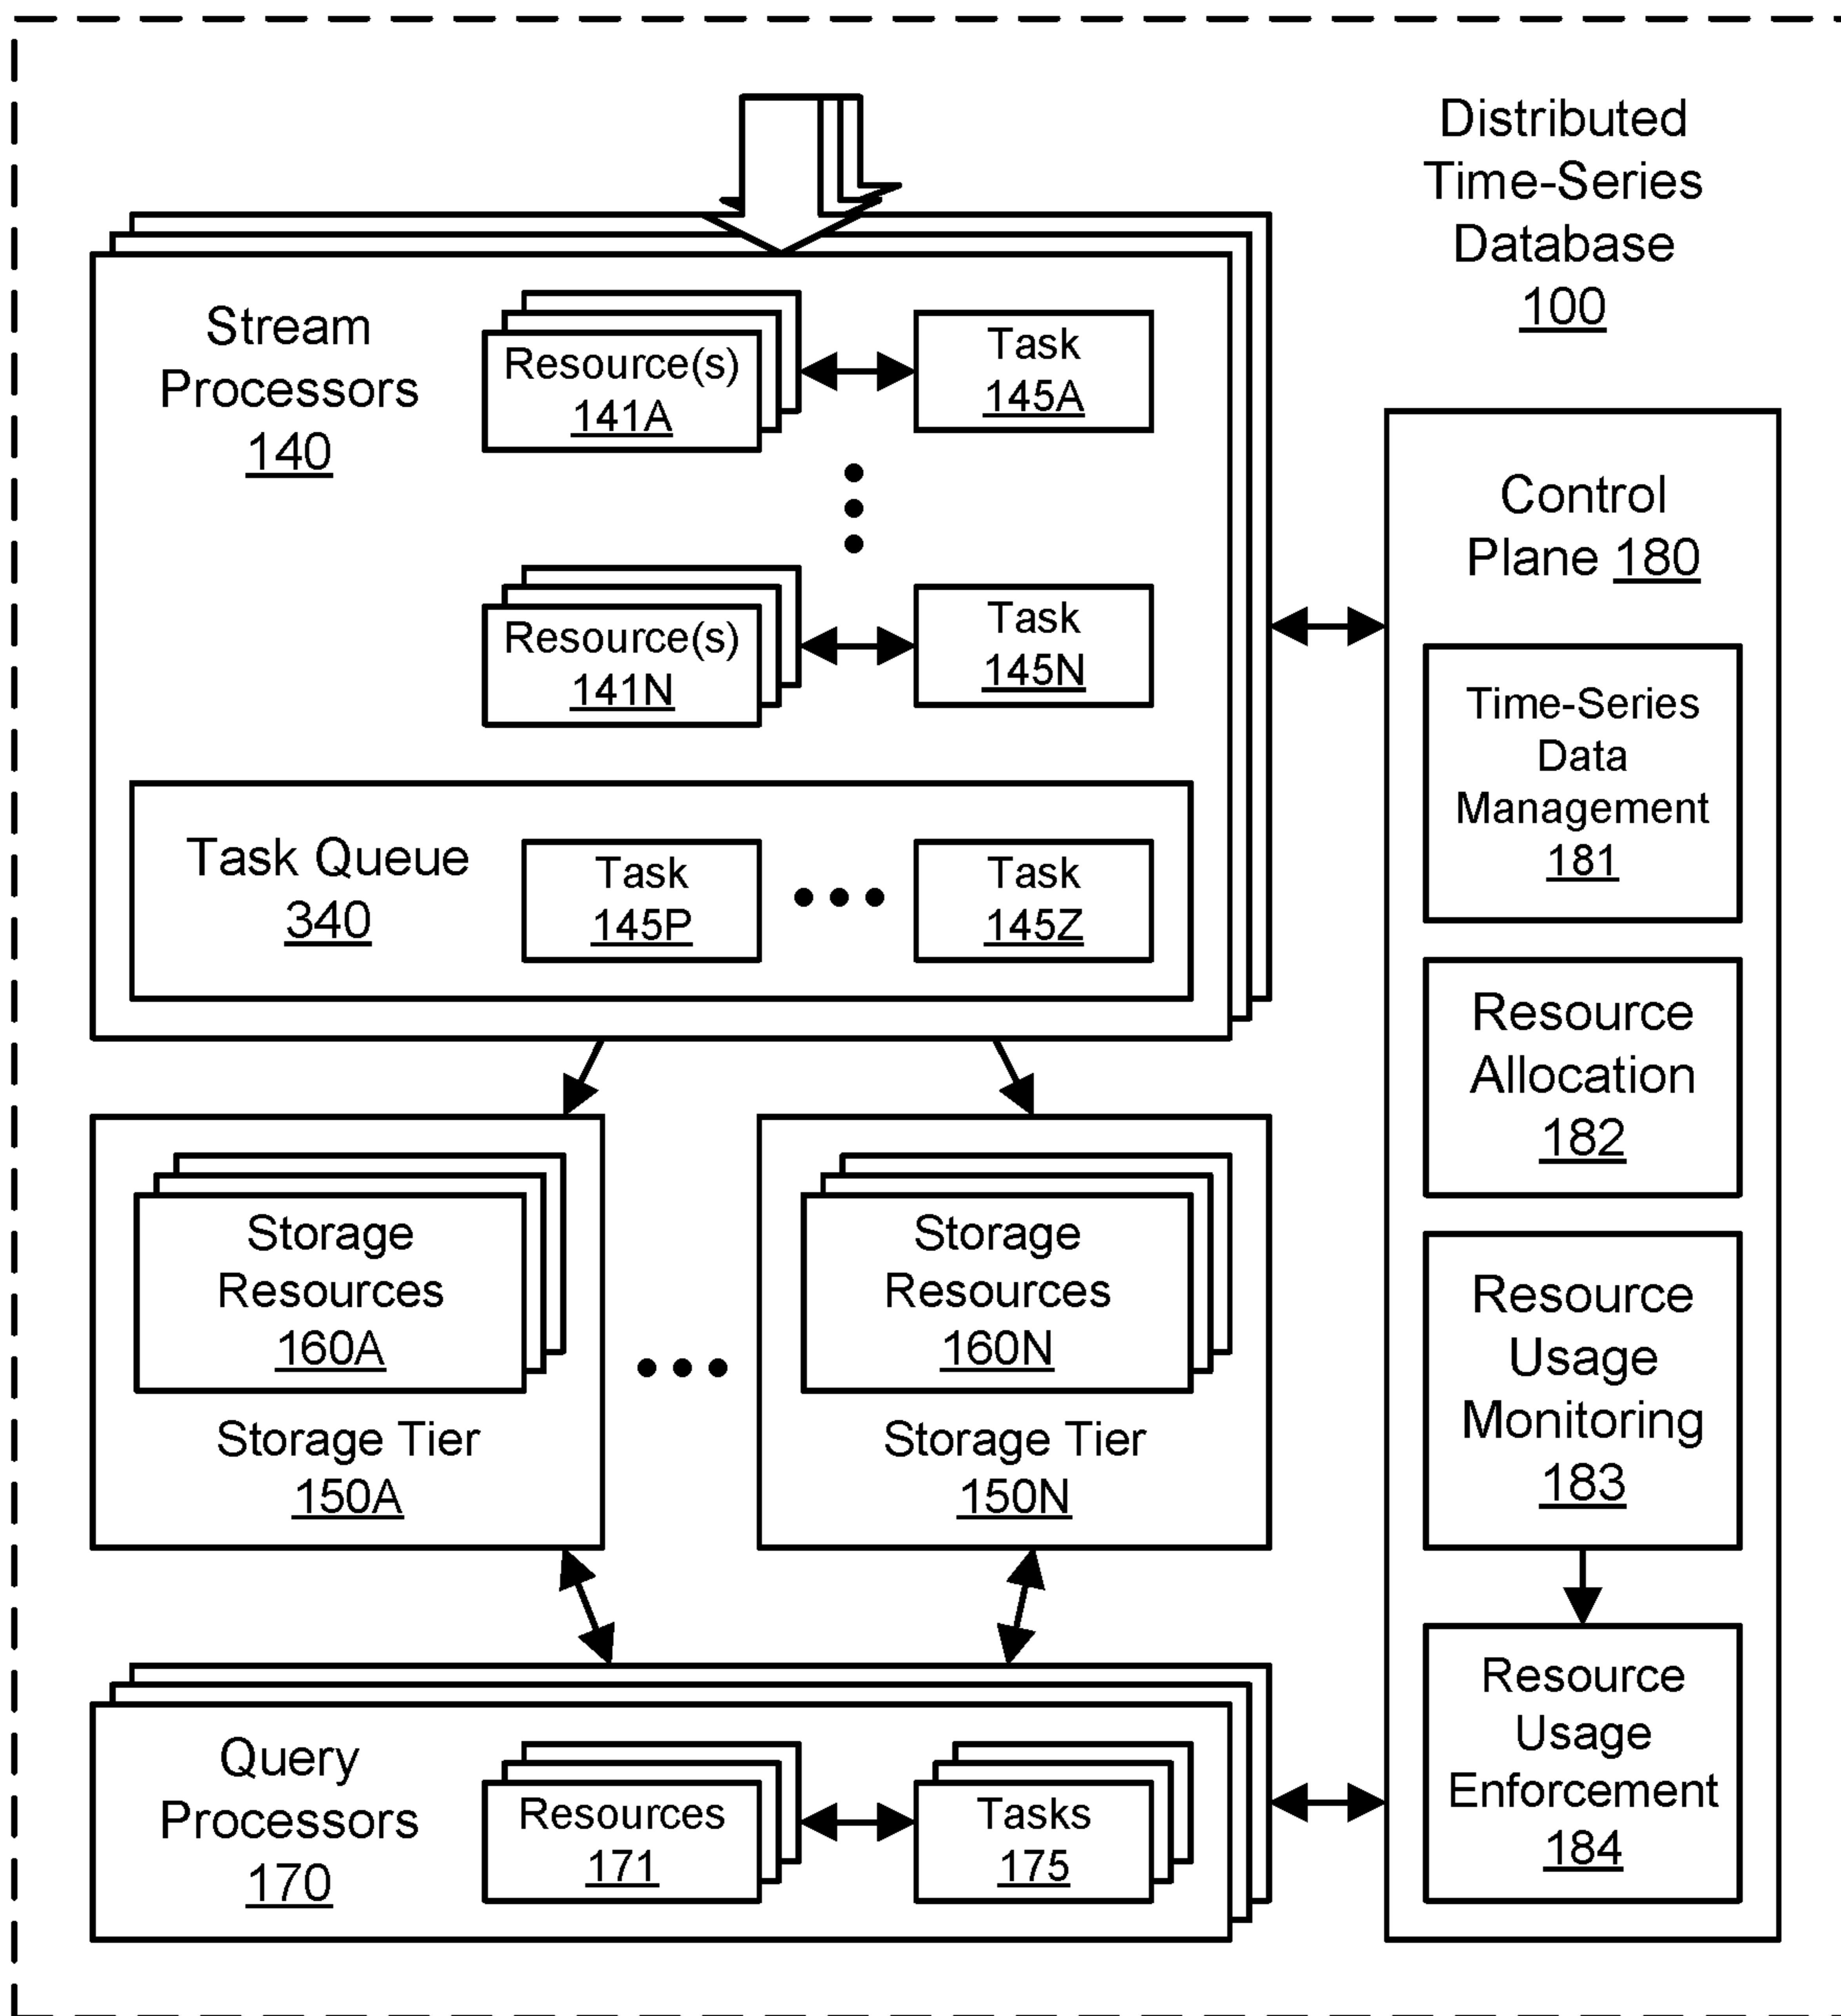 Distributed
Time-Series
Database
100
Stream
Processors
140
Resource(s)
141A
Task
145A
Resource(s)
141N
Task
145N
Task Queue
340
Task
145P
Task
145Z
Control
Plane 180
Time-Series
Data
Management
181
Resource
Allocation
182
Resource
Usage
Monitoring
183
Resource
Usage
Enforcement
184
Storage
Resources
160A
Storage Tier
150A
Storage
Resources
160N
Storage Tier
150N
Query
Processors
170
Resources
171
Tasks
175